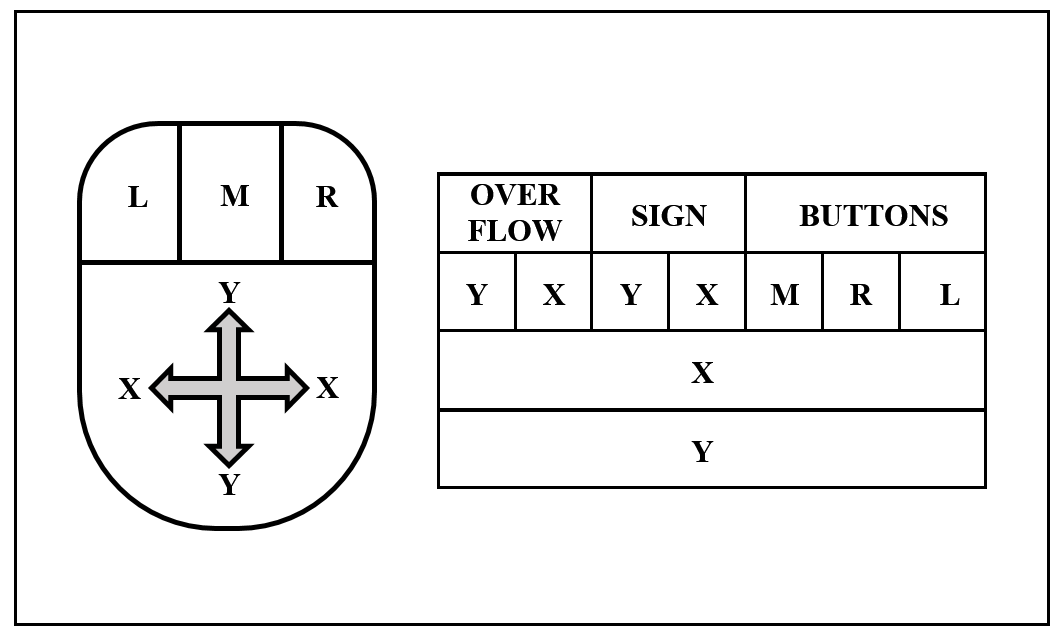 L M R
Y
X X
Y
OVER
FLOW
SIGN BUTTONS
Y X Y X M R L
X
Y